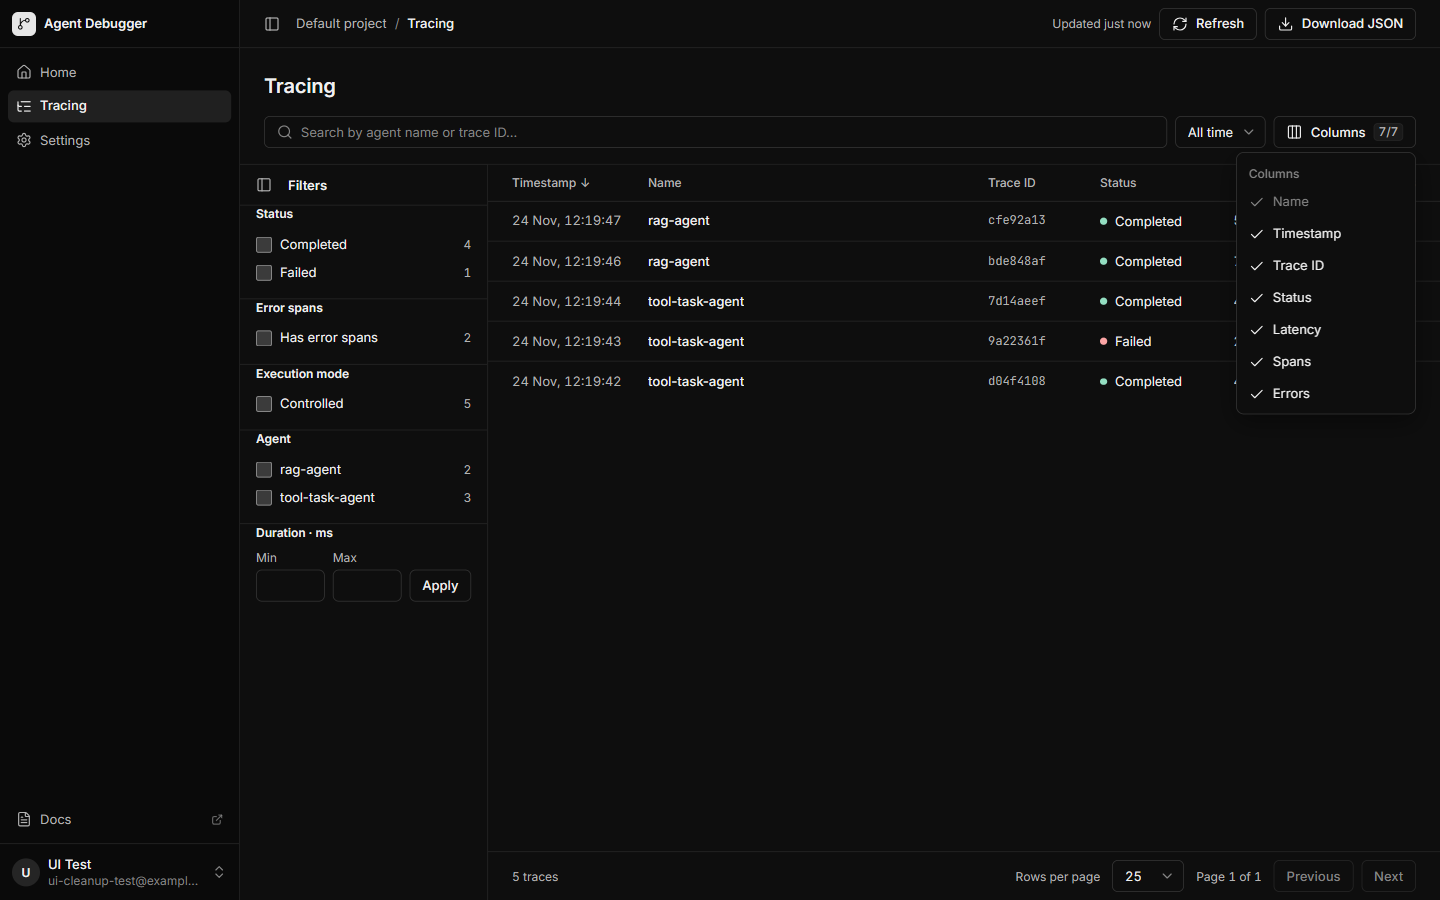 Agent Debugger
Home
Tracing
Settings
Docs
U
UI Test
ui-cleanup-test@exampl...
Default project / Tracing
Updated just now
Refresh
Download JSON
Tracing
Search by agent name or trace ID...
All time
Columns 7/7
Filters
Status
Completed 4
Failed 1
Error spans
Has error spans 2
Execution mode
Controlled 5
Agent
rag-agent 2
tool-task-agent 3
Duration · ms
Min Max
Apply
Timestamp ↓ Name Trace ID Status
24 Nov, 12:19:47 rag-agent cfe92a13 Completed
24 Nov, 12:19:46 rag-agent bde848af Completed
24 Nov, 12:19:44 tool-task-agent 7d14aeef Completed
24 Nov, 12:19:43 tool-task-agent 9a22361f Failed
24 Nov, 12:19:42 tool-task-agent d04f4108 Completed
Columns
Name
Timestamp
Trace ID
Status
Latency
Spans
Errors
5 traces
Rows per page 25 Page 1 of 1 Previous Next